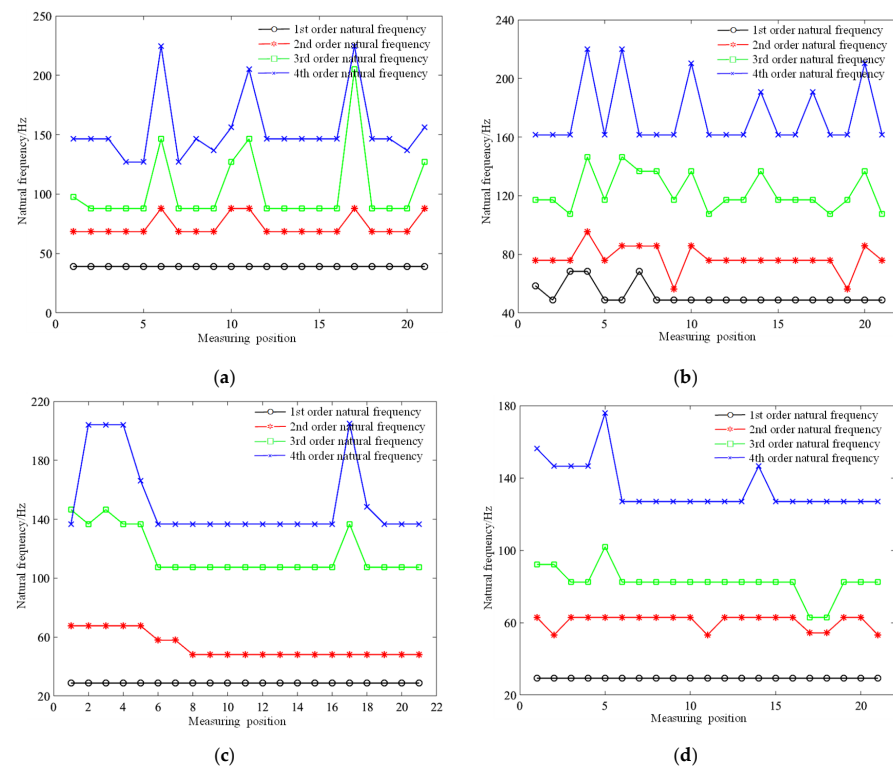 250
200
150
100
50
0
Natural frequency/Hz
1st order natural frequency
2nd order natural frequency
3rd order natural frequency
4th order natural frequency
0 5 10 15 20
Measuring position
(a)
240
200
160
120
80
40
Natural frequency/Hz
1st order natural frequency
2nd order natural frequency
3rd order natural frequency
4th order natural frequency
0 5 10 15 20
Measuring position
(b)
220
180
140
100
60
20
Natural frequency/Hz
1st order natural frequency
2nd order natural frequency
3rd order natural frequency
4th order natural frequency
0 2 4 6 8 10 12 14 16 18 20 22
Measuring position
(c)
180
140
100
60
20
Natural frequency/Hz
1st order natural frequency
2nd order natural frequency
3rd order natural frequency
4th order natural frequency
0 5 10 15 20
Measuring position
(d)